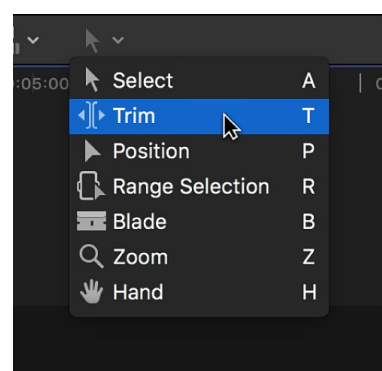 :05:00
Select A
Trim T
Position P
Range Selection R
Blade B
Zoom Z
Hand H